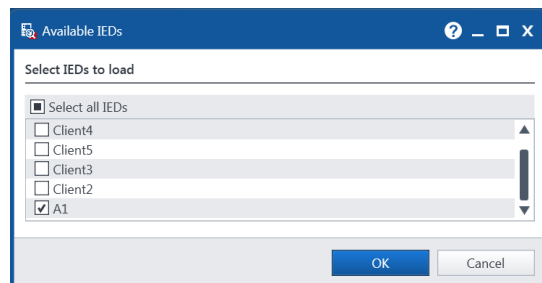 Available IEDs
Select IEDs to load
Select all IEDs
Client4
Client5
Client3
Client2
A1
OK Cancel